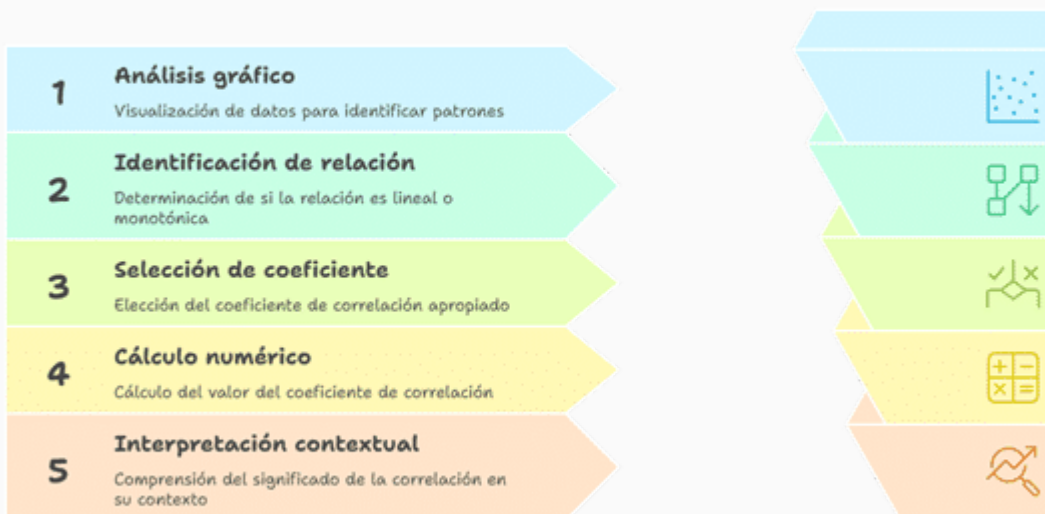 1
Análisis gráfico
Visualización de datos para identificar patrones
2
Identificación de relación
Determinación de si la relación es lineal o
monotónica
3
Selección de coeficiente
Elección del coeficiente de correlación apropiado
4
Cálculo numérico
Cálculo del valor del coeficiente de correlación
5
Interpretación contextual
Comprensión del significado de la correlación en
su contexto